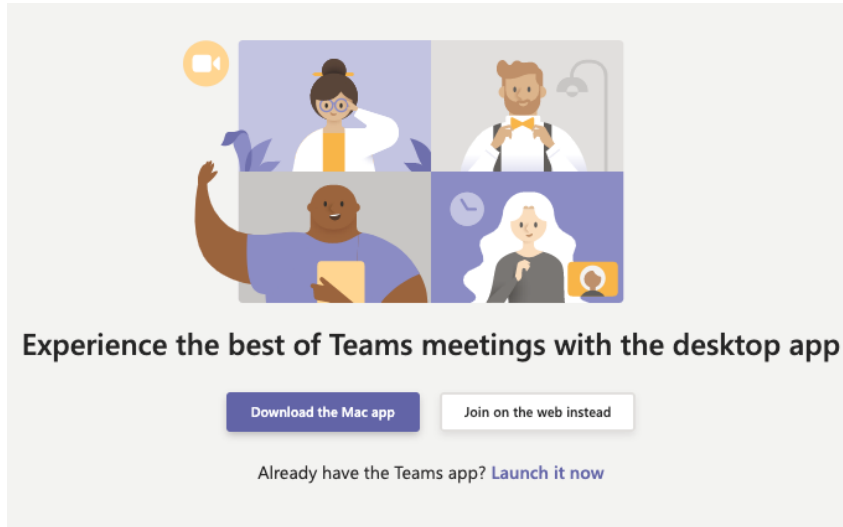 Experience the best of Teams meetings with the desktop app
Download the Mac app
Join on the web instead
Already have the Teams app? Launch it now